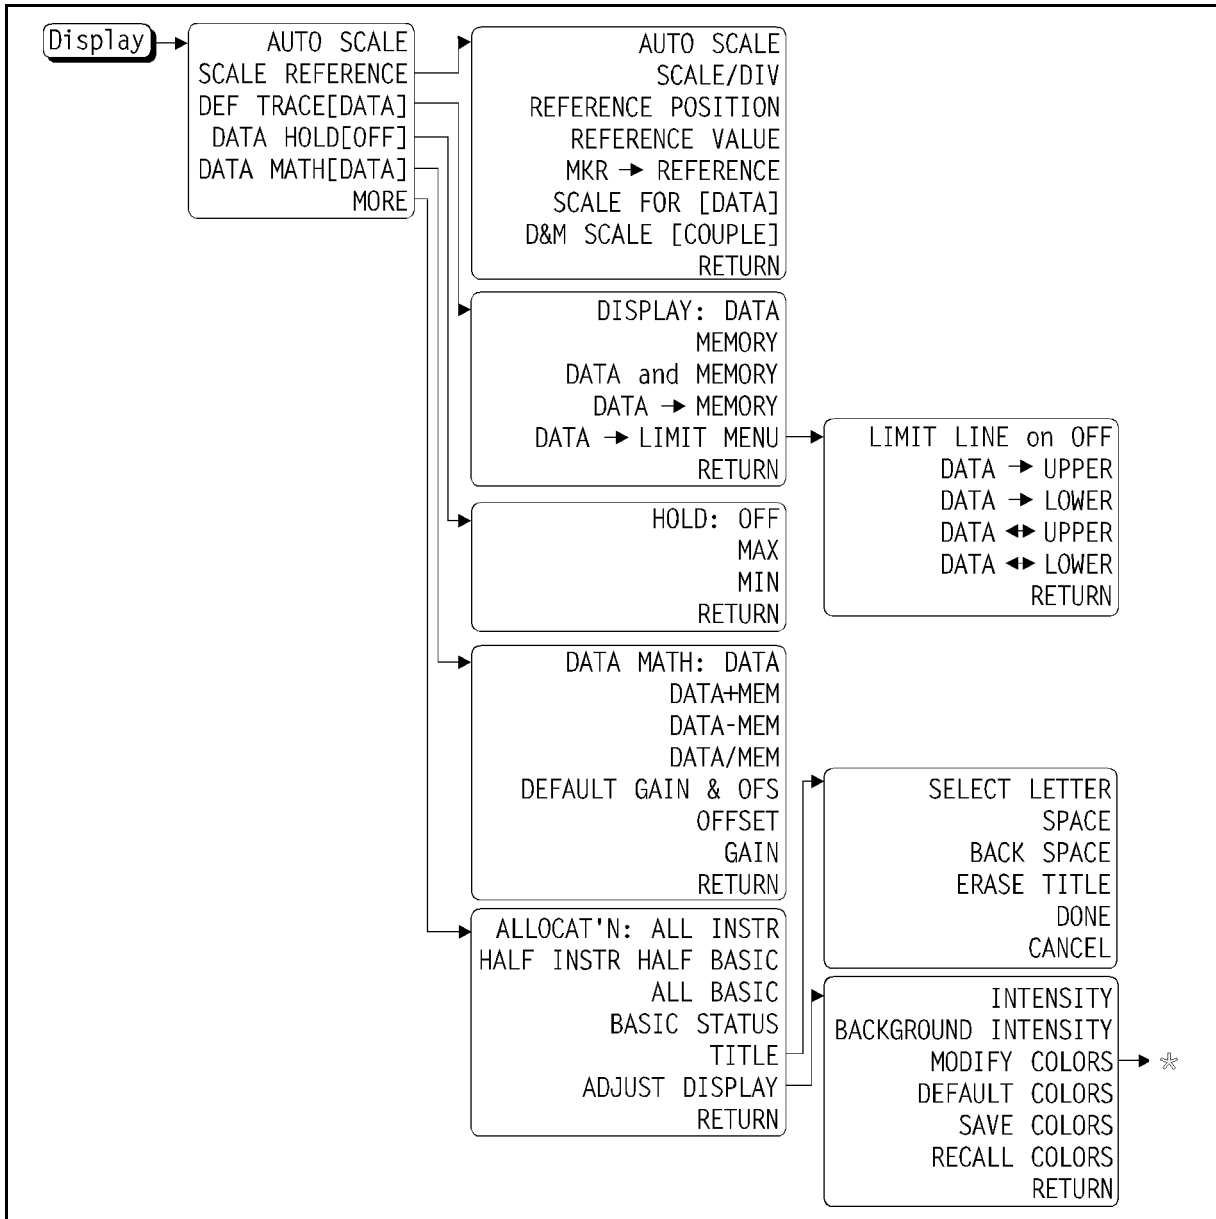 Display
AUTO SCALE
SCALE REFERENCE
DEF TRACE[DATA]
DATA HOLD[OFF]
DATA MATH[DATA]
MORE
AUTO SCALE
SCALE/DIV
REFERENCE POSITION
REFERENCE VALUE
MKR → REFERENCE
SCALE FOR [DATA]
D&M SCALE [COUPLE]
RETURN
DISPLAY: DATA
MEMORY
DATA and MEMORY
DATA → MEMORY
DATA → LIMIT MENU
RETURN
LIMIT LINE on OFF
DATA → UPPER
DATA → LOWER
DATA ↔ UPPER
DATA ↔ LOWER
RETURN
HOLD: OFF
MAX
MIN
RETURN
DATA MATH: DATA
DATA+MEM
DATA-MEM
DATA/MEM
DEFAULT GAIN & OFS
OFFSET
GAIN
RETURN
ALLOCAT'N: ALL INSTR
HALF INSTR HALF BASIC
ALL BASIC
BASIC STATUS
TITLE
ADJUST DISPLAY
RETURN
SELECT LETTER
SPACE
BACK SPACE
ERASE TITLE
DONE
CANCEL
INTENSITY
BACKGROUND INTENSITY
MODIFY COLORS → *
DEFAULT COLORS
SAVE COLORS
RECALL COLORS
RETURN